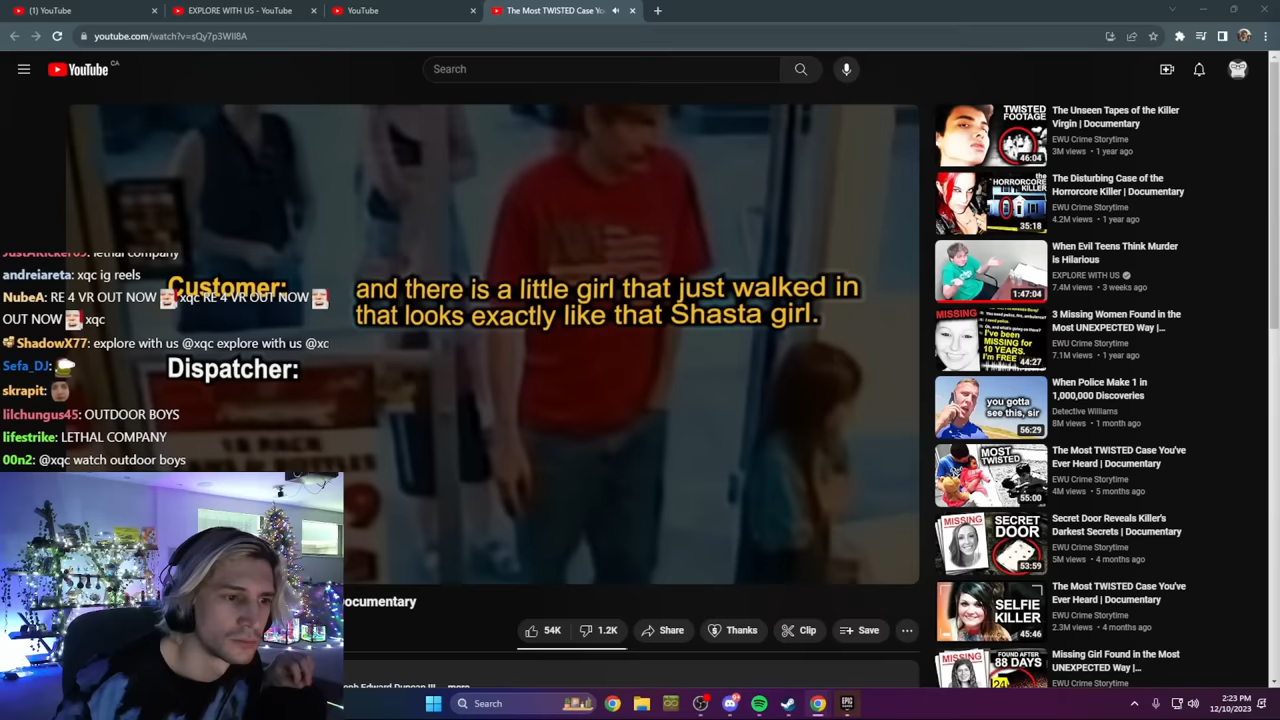 (1) YouTube
EXPLORE WITH US - YouTube
YouTube
The Most TWISTED Case Yo
youtube.com/watch?v=sQy7p3WIl8A
YouTube CA
Search
Customer: and there is a little girl that just walked in
that looks exactly like that Shasta girl.
Dispatcher:
lethal company
andreiareta: xqc ig reels
NubeA: RE 4 VR OUT NOW xqc RE 4 VR OUT NOW
OUT NOW xqc
ShadowX77: explore with us @xqc explore with us @xqc
Sefa_DJ:
skrapit:
lilchungus45: OUTDOOR BOYS
lifestrike: LETHAL COMPANY
00n2: @xqc watch outdoor boys
Documentary
54K
1.2K
Share
Thanks
Clip
Save
Edward Duncan III
more
TWISTED
FOOTAGE
46:04
The Unseen Tapes of the Killer
Virgin | Documentary
EWU Crime Storytime
3M views • 1 year ago
the
HORRORCORE
KILLER
35:18
The Disturbing Case of the
Horrorcore Killer | Documentary
EWU Crime Storytime
4.2M views • 1 year ago
1:47:04
When Evil Teens Think Murder
is Hilarious
EXPLORE WITH US
7.4M views • 3 weeks ago
MISSING
I've been
MISSING for
10 YEARS.
I'm FREE
44:27
3 Missing Women Found in the
Most UNEXPECTED Way |...
EWU Crime Storytime
7.1M views • 1 year ago
you gotta
see this, sir
56:29
When Police Make 1 in
1,000,000 Discoveries
Detective Williams
8M views • 1 month ago
MOST
TWISTED
55:00
The Most TWISTED Case You've
Ever Heard | Documentary
EWU Crime Storytime
4M views • 5 months ago
MISSING
SECRET
DOOR
53:59
Secret Door Reveals Killer's
Darkest Secrets | Documentary
EWU Crime Storytime
5M views • 4 months ago
SELFIE
KILLER
45:46
The Most TWISTED Case You've
Ever Heard | Documentary
EWU Crime Storytime
2.3M views • 4 months ago
MISSING
FOUND AFTER
88 DAYS
Missing Girl Found in the Most
UNEXPECTED Way |...
EWU Crime Storytime
Search
EPIC
2:23 PM
12/10/2023